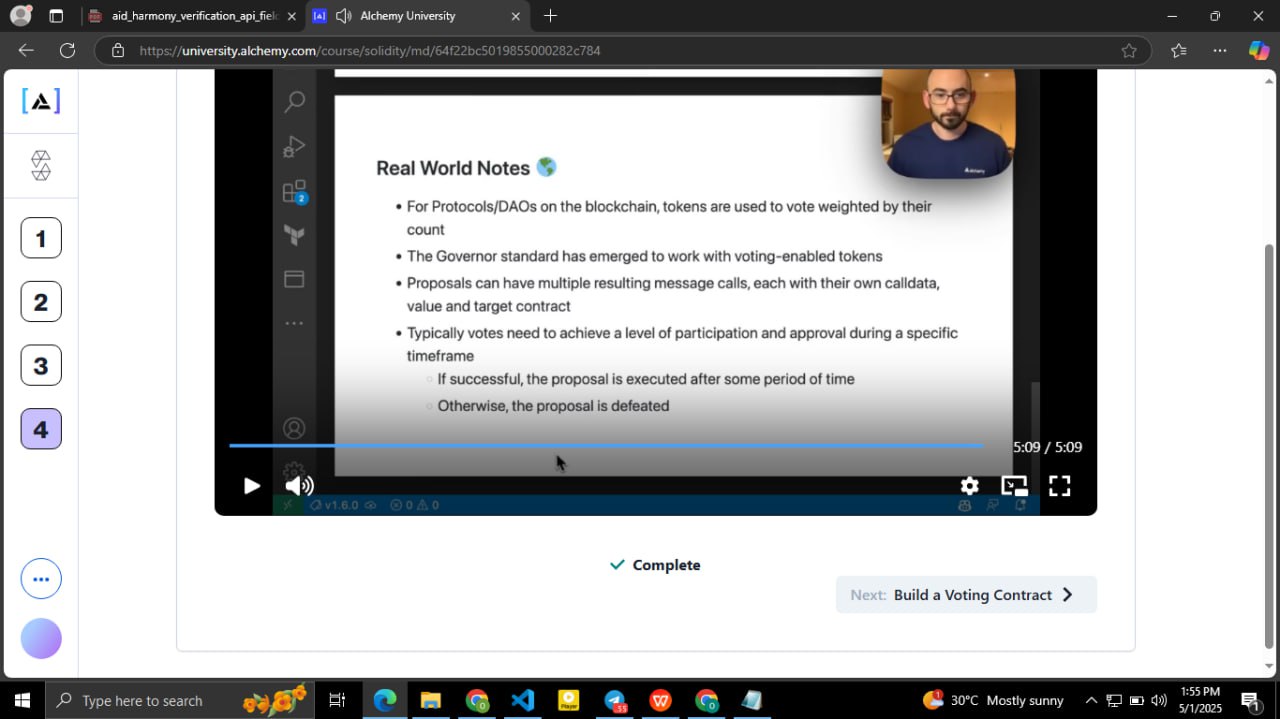 aid_harmony_verification_api_fiel
Alchemy University
https://university.alchemy.com/course/solidity/md/64f22bc5019855000282c784
[A]
1
2
3
4
2
Alchemy
Real World Notes
• For Protocols/DAOs on the blockchain, tokens are used to vote weighted by their
count
• The Governor standard has emerged to work with voting-enabled tokens
• Proposals can have multiple resulting message calls, each with their own calldata,
value and target contract
• Typically votes need to achieve a level of participation and approval during a specific
timeframe
◦ If successful, the proposal is executed after some period of time
◦ Otherwise, the proposal is defeated
5:09 / 5:09
v1.6.0
0
0
Complete
Next: Build a Voting Contract
Type here to search
Player
33
1
30°C Mostly sunny
1:55 PM
5/1/2025
1